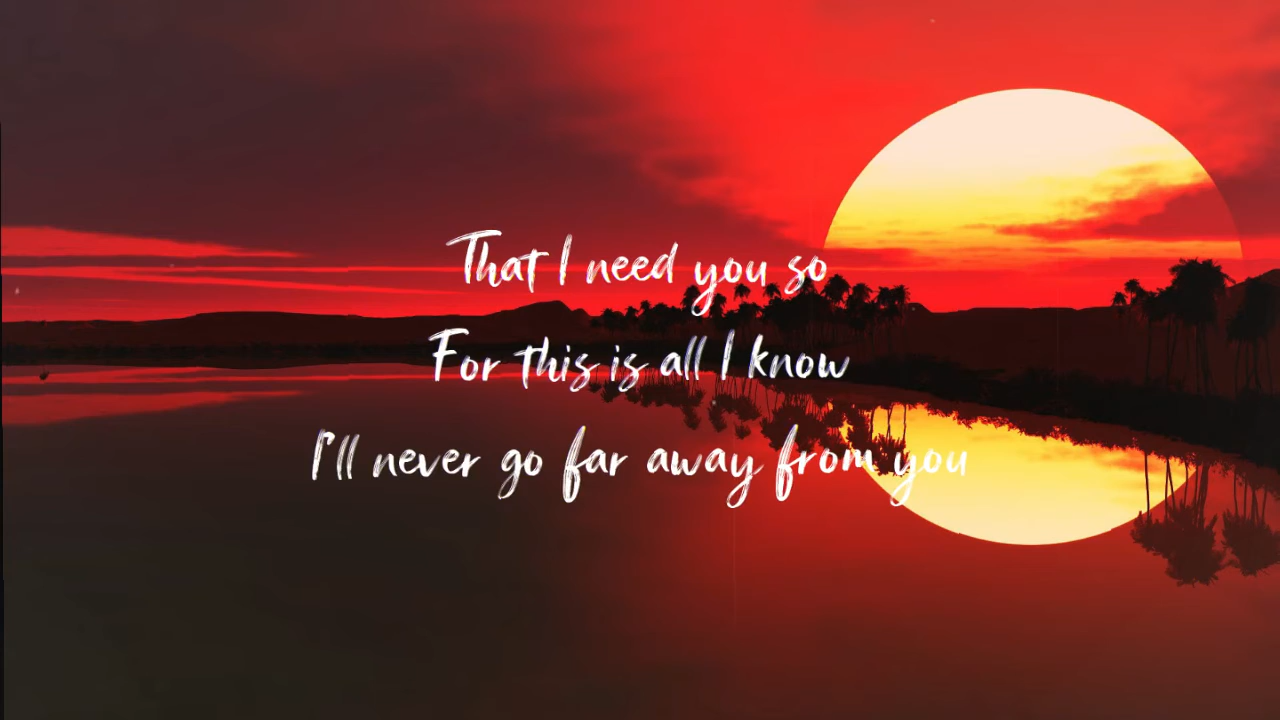 That I need you so
For this is all I know
I'll never go far away from you